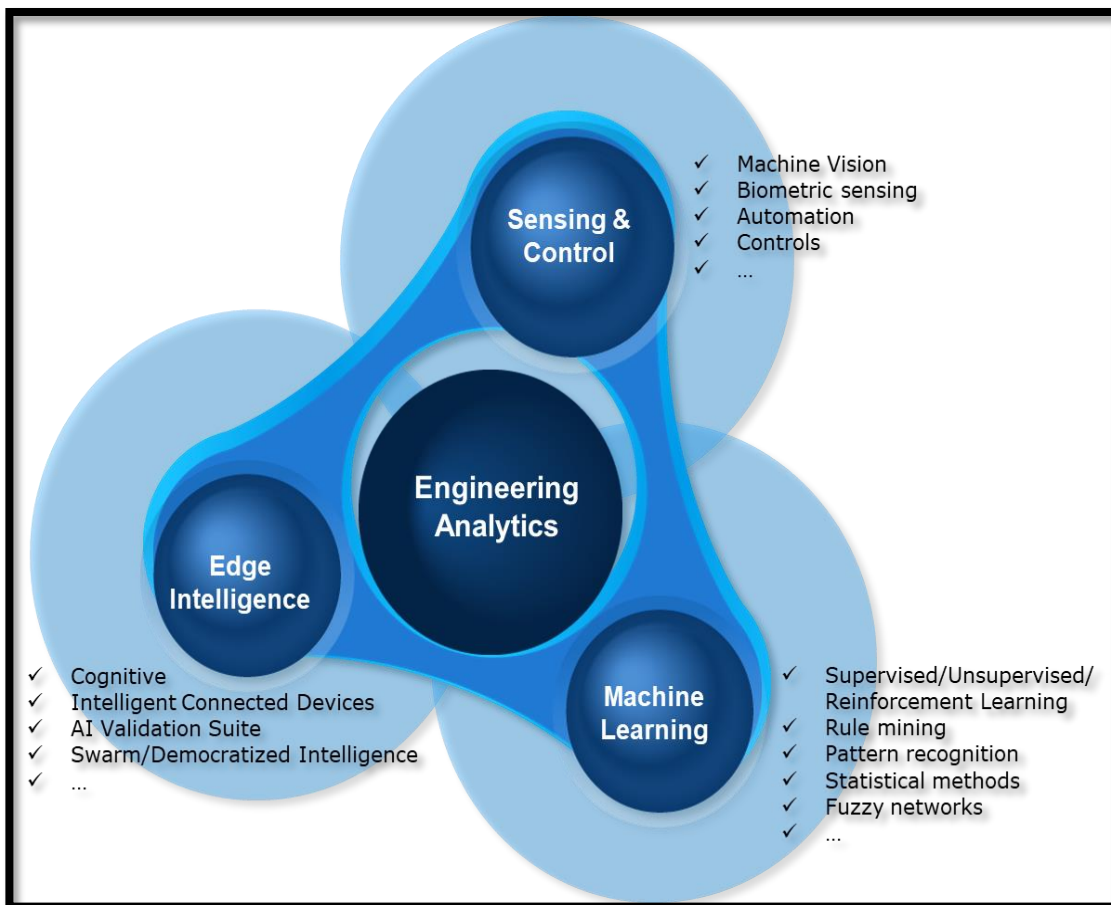 Sensing &
Control
✓ Machine Vision
✓ Biometric sensing
✓ Automation
✓ Controls
✓ ...
Engineering
Analytics
Edge
Intelligence
✓ Cognitive
✓ Intelligent Connected Devices
✓ AI Validation Suite
✓ Swarm/Democratized Intelligence
✓ ...
Machine
Learning
✓ Supervised/Unsupervised/
Reinforcement Learning
✓ Rule mining
✓ Pattern recognition
✓ Statistical methods
✓ Fuzzy networks
✓ ...